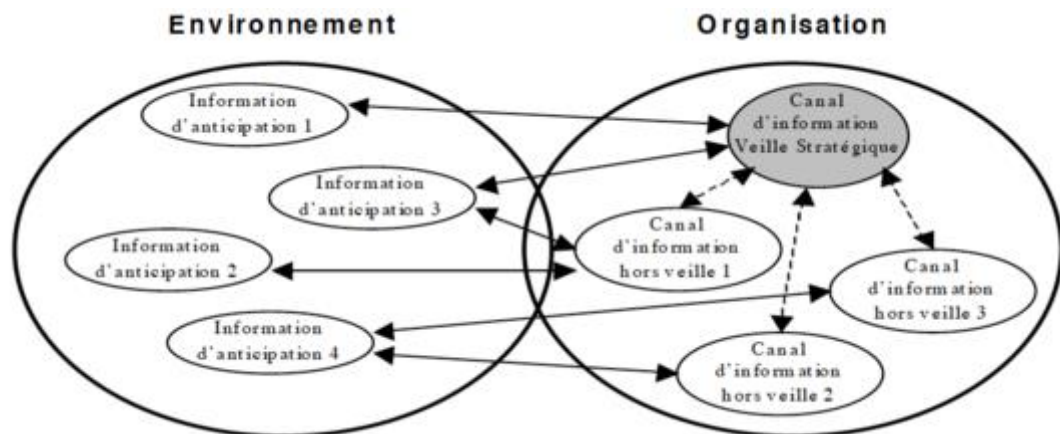 Environnement
Organisation
Information
d'anticipation 1
Canal
d'information
Veille Stratégique
Information
d'anticipation 3
Canal
d'information
hors veille 1
Information
d'anticipation 2
Canal
d'information
hors veille 3
Information
d'anticipation 4
Canal
d'information
hors veille 2